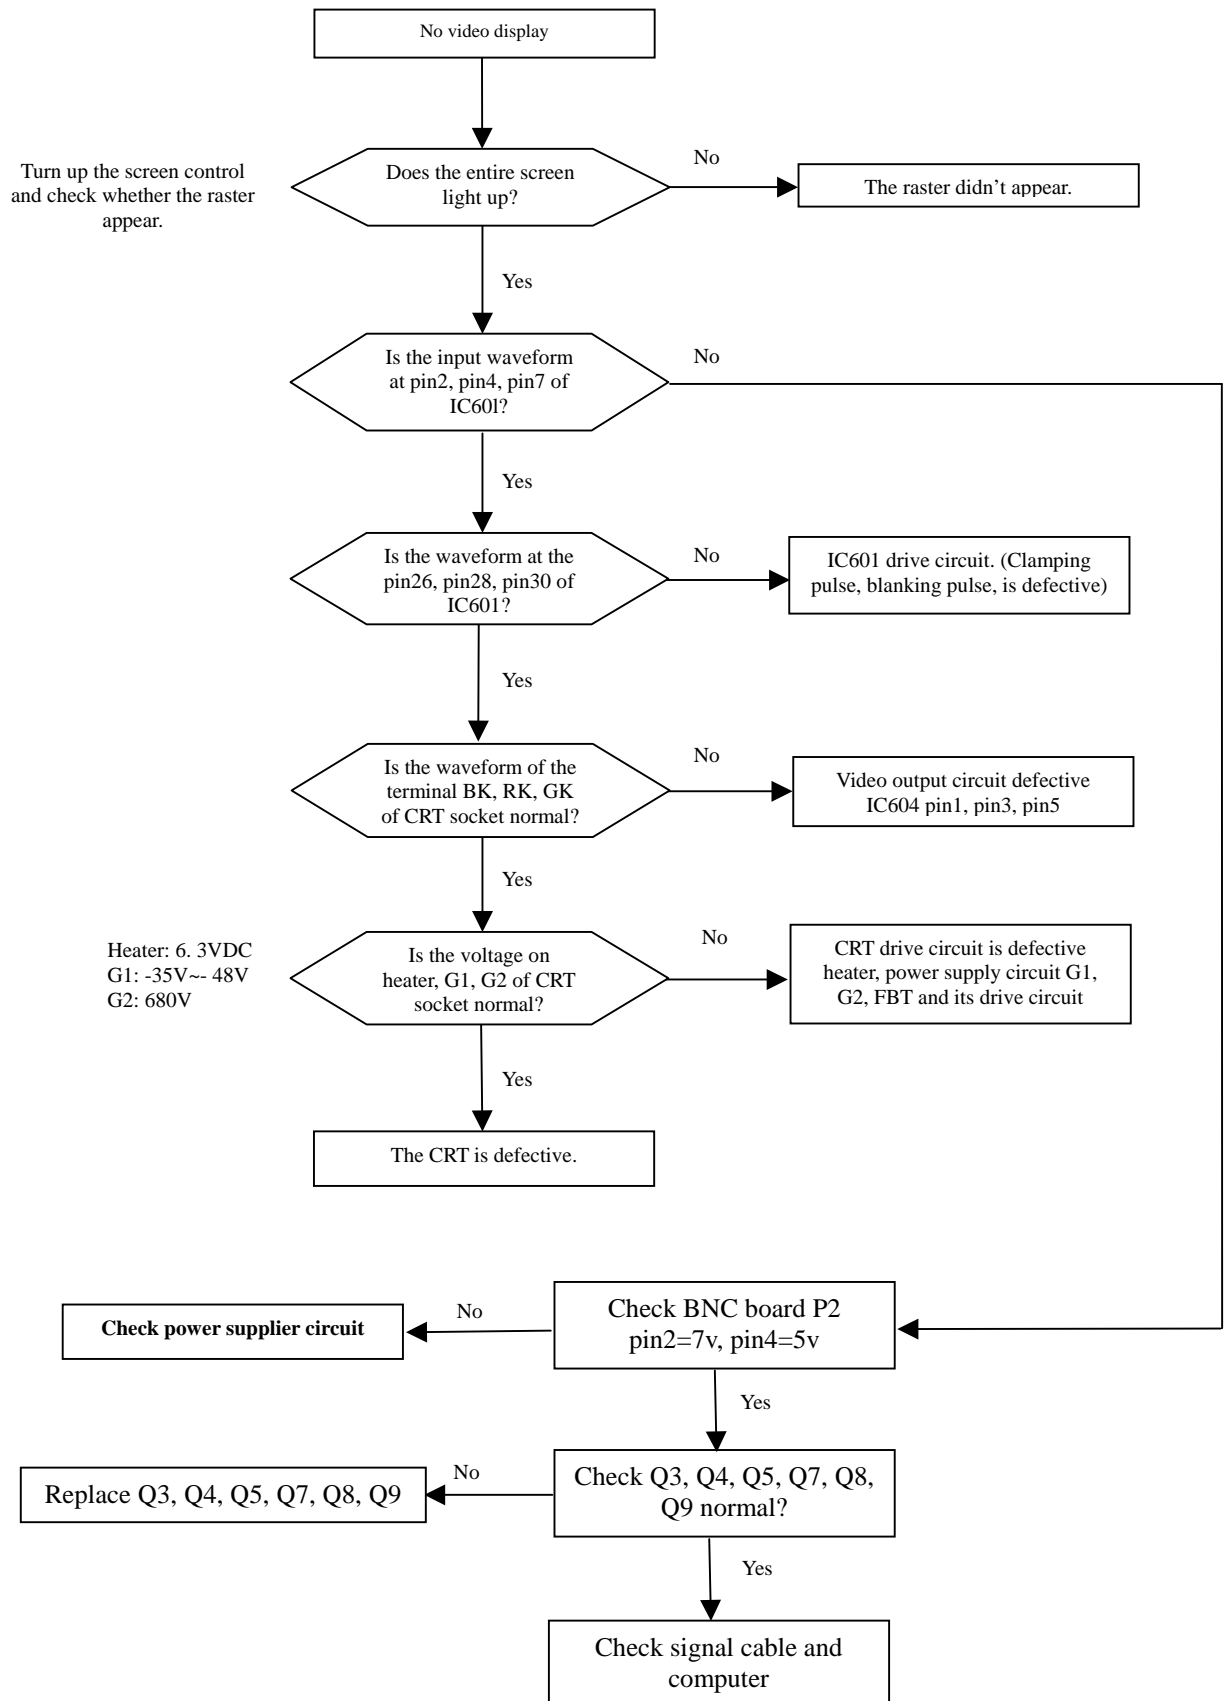 No video display
Turn up the screen control
and check whether the raster
appear.
Does the entire screen
light up?
No
The raster didn't appear.
Yes
Is the input waveform
at pin2, pin4, pin7 of
IC60l?
No
Yes
Is the waveform at the
pin26, pin28, pin30 of
IC601?
No
IC601 drive circuit. (Clamping
pulse, blanking pulse, is defective)
Yes
Is the waveform of the
terminal BK, RK, GK
of CRT socket normal?
No
Video output circuit defective
IC604 pin1, pin3, pin5
Yes
Heater: 6. 3VDC
G1: -35V~- 48V
G2: 680V
Is the voltage on
heater, G1, G2 of CRT
socket normal?
No
CRT drive circuit is defective
heater, power supply circuit G1,
G2, FBT and its drive circuit
Yes
The CRT is defective.
Check BNC board P2
pin2=7v, pin4=5v
No
Check power supplier circuit
Yes
Check Q3, Q4, Q5, Q7, Q8,
Q9 normal?
No
Replace Q3, Q4, Q5, Q7, Q8, Q9
Yes
Check signal cable and
computer